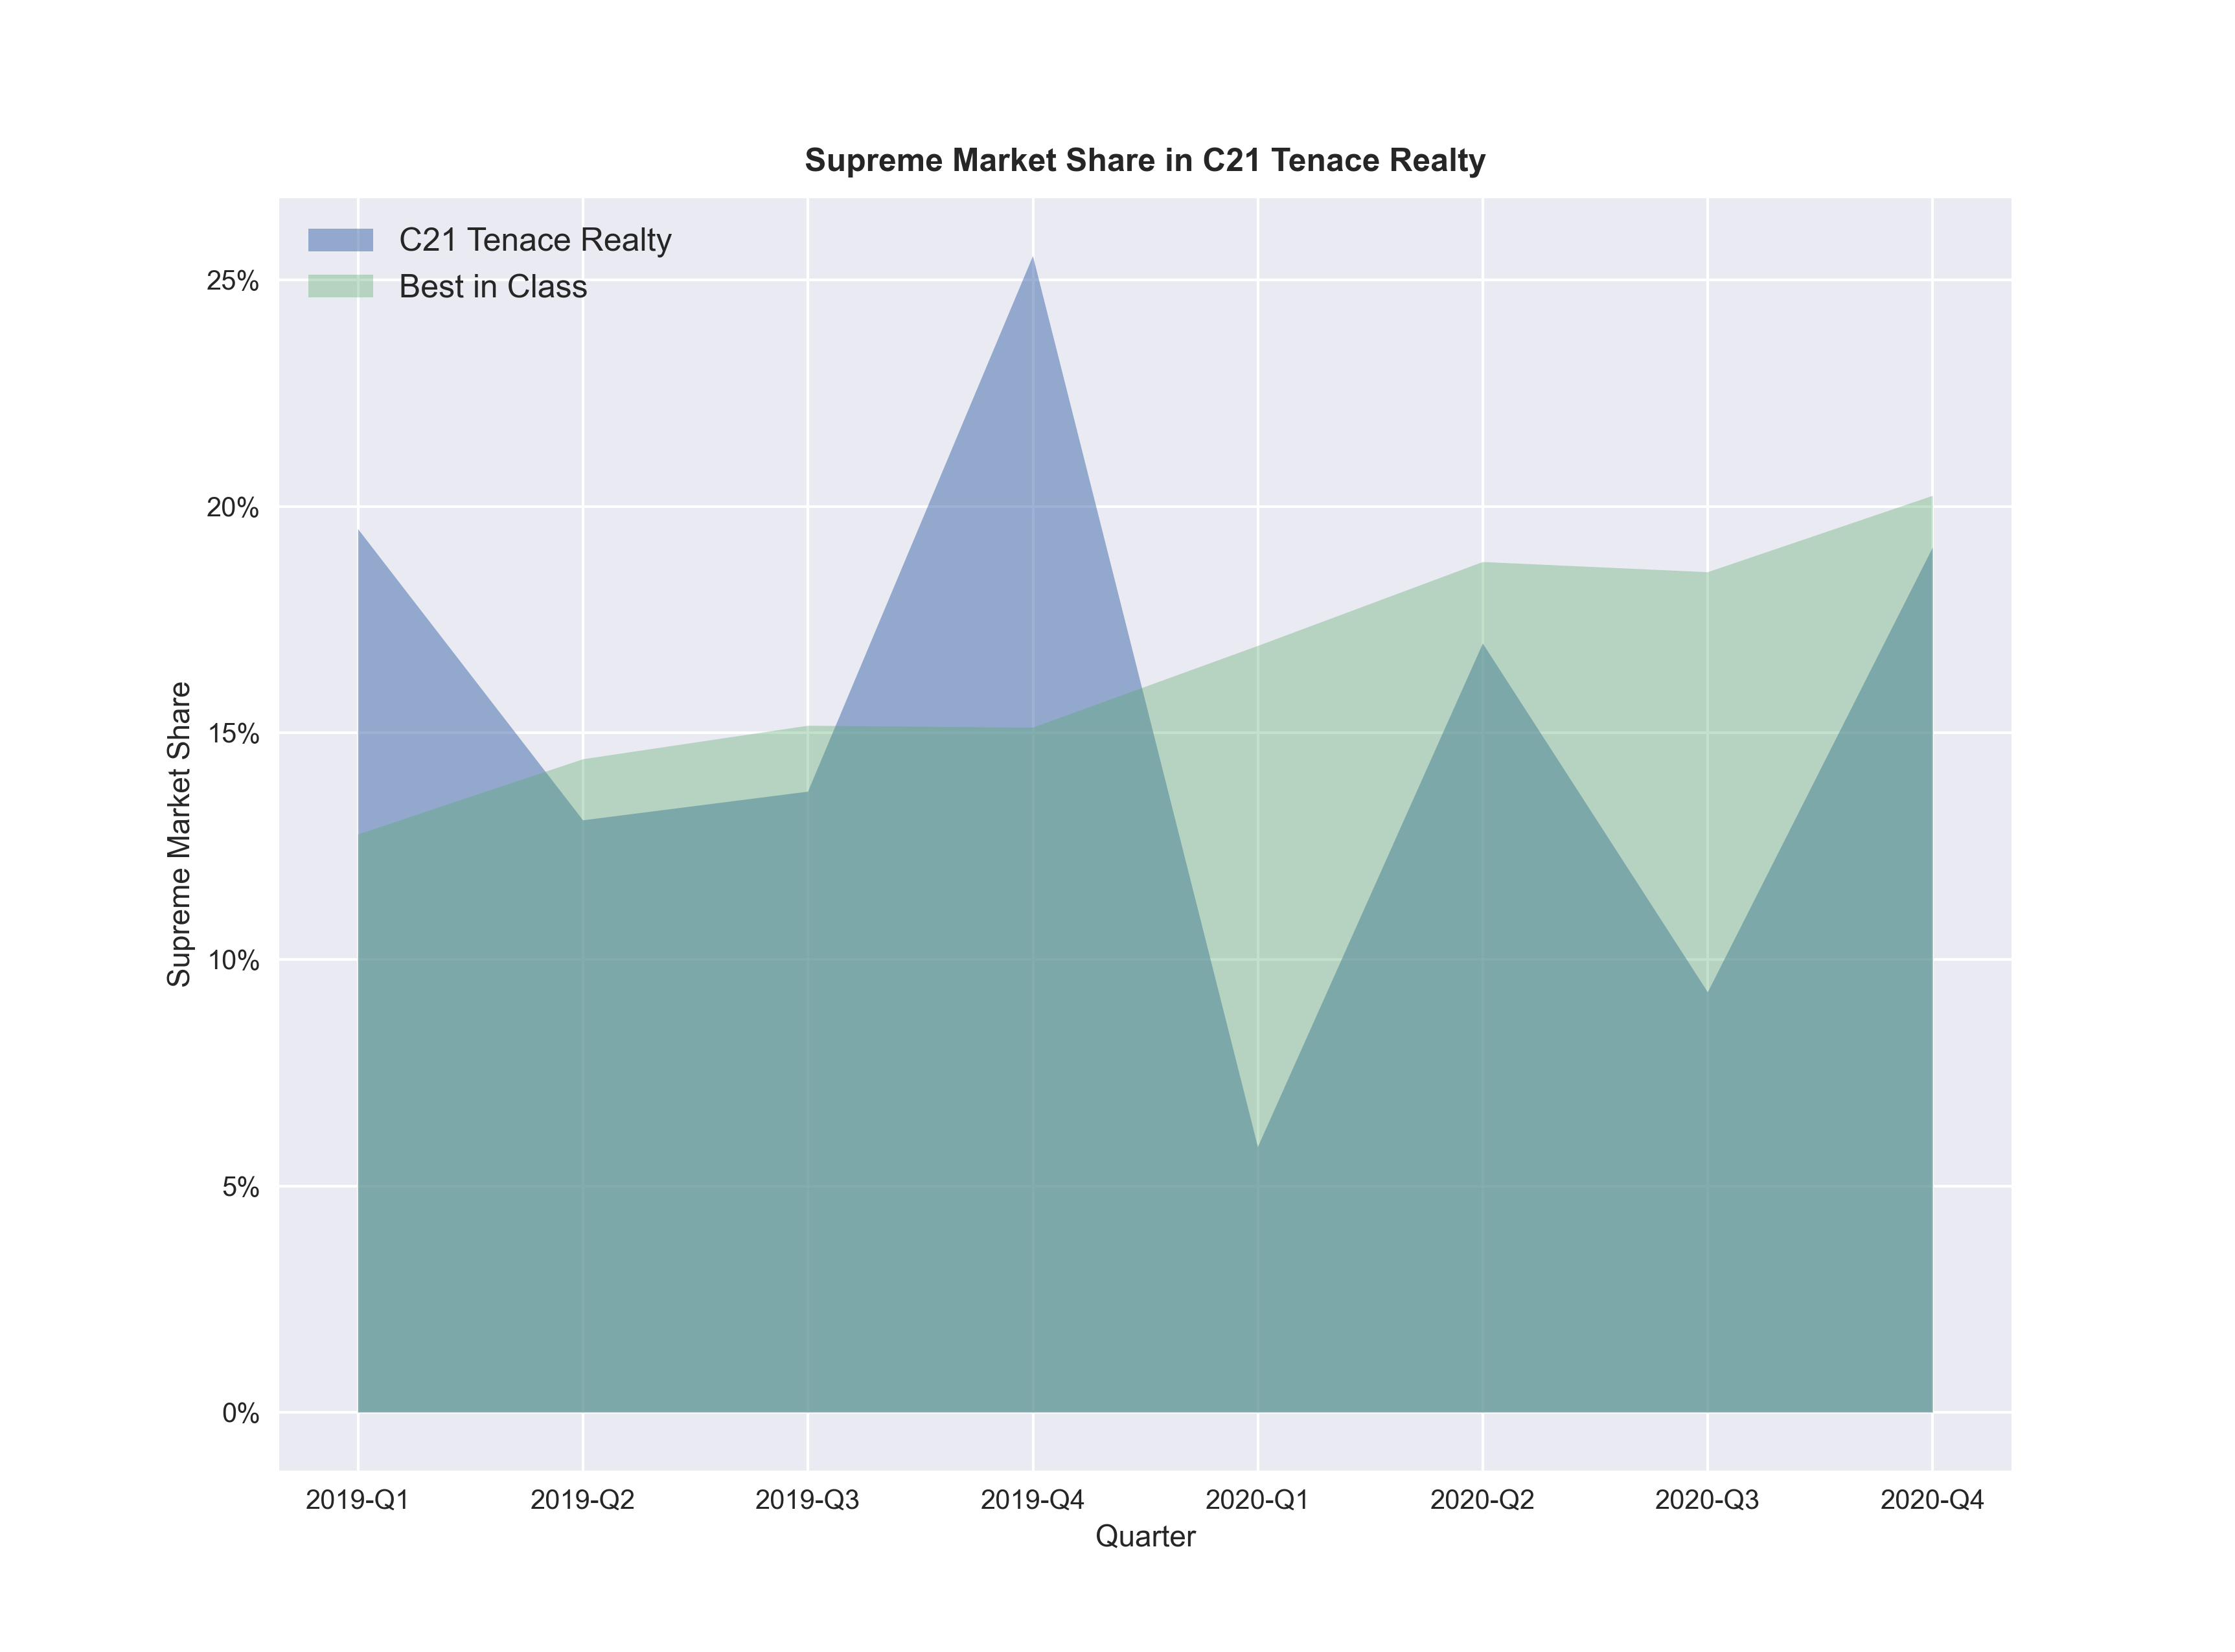 Supreme Market Share in C21 Tenace Realty
C21 Tenace Realty
Best in Class
Supreme Market Share
25%
20%
15%
10%
5%
0%
2019-Q1 2019-Q2 2019-Q3 2019-Q4 2020-Q1 2020-Q2 2020-Q3 2020-Q4
Quarter